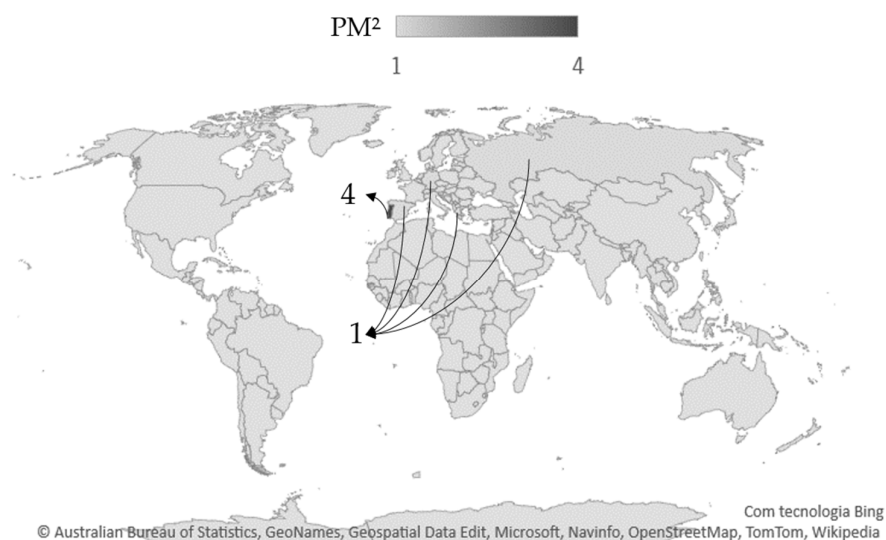 PM²
1 4
4
1
Com tecnologia Bing
© Australian Bureau of Statistics, GeoNames, Geospatial Data Edit, Microsoft, Navinfo, OpenStreetMap, TomTom, Wikipedia